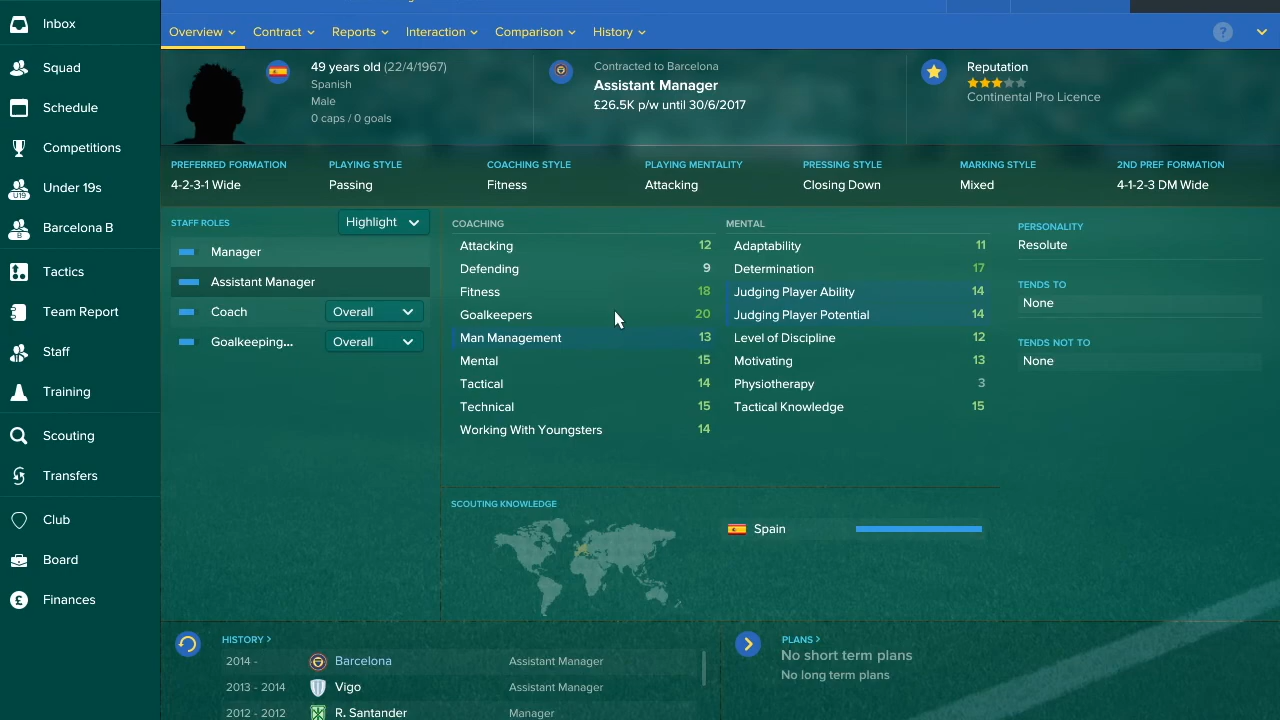 Inbox
Squad
Schedule
Competitions
U19
Under 19s
B
Barcelona B
Tactics
Team Report
Staff
Training
Scouting
Transfers
Club
Board
£ Finances
Overview Contract Reports Interaction Comparison History ?
49 years old (22/4/1967)
Spanish
Male
0 caps / 0 goals
Contracted to Barcelona
Assistant Manager
£26.5K p/w until 30/6/2017
Reputation
Continental Pro Licence
PREFERRED FORMATION PLAYING STYLE COACHING STYLE PLAYING MENTALITY PRESSING STYLE MARKING STYLE 2ND PREF FORMATION
4-2-3-1 Wide Passing Fitness Attacking Closing Down Mixed 4-1-2-3 DM Wide
STAFF ROLES Highlight
Manager
Assistant Manager
Coach Overall
Goalkeeping... Overall
COACHING
Attacking 12
Defending 9
Fitness 18
Goalkeepers 20
Man Management 13
Mental 15
Tactical 14
Technical 15
Working With Youngsters 14
MENTAL
Adaptability 11
Determination 17
Judging Player Ability 14
Judging Player Potential 14
Level of Discipline 12
Motivating 13
Physiotherapy 3
Tactical Knowledge 15
PERSONALITY
Resolute
TENDS TO
None
TENDS NOT TO
None
SCOUTING KNOWLEDGE
Spain
HISTORY >
2014 - Barcelona Assistant Manager
2013 - 2014 Vigo Assistant Manager
2012 - 2012 R. Santander Manager
PLANS >
No short term plans
No long term plans